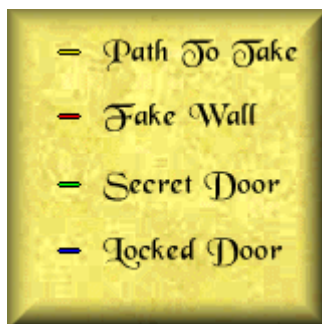 Path To Take
Fake Wall
Secret Door
Locked Door